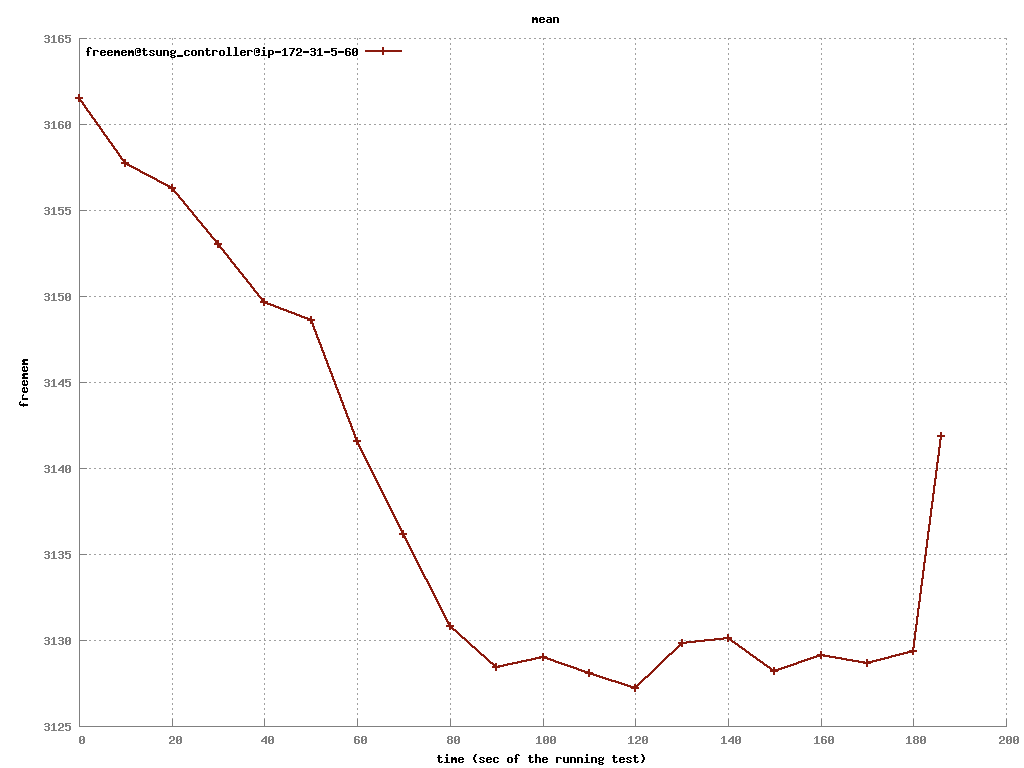 mean
3165
freemem@tsung_controller@ip-172-31-5-60
3160
3155
3150
3145
3140
3135
3130
3125
freemem
0 20 40 60 80 100 120 140 160 180 200
time (sec of the running test)